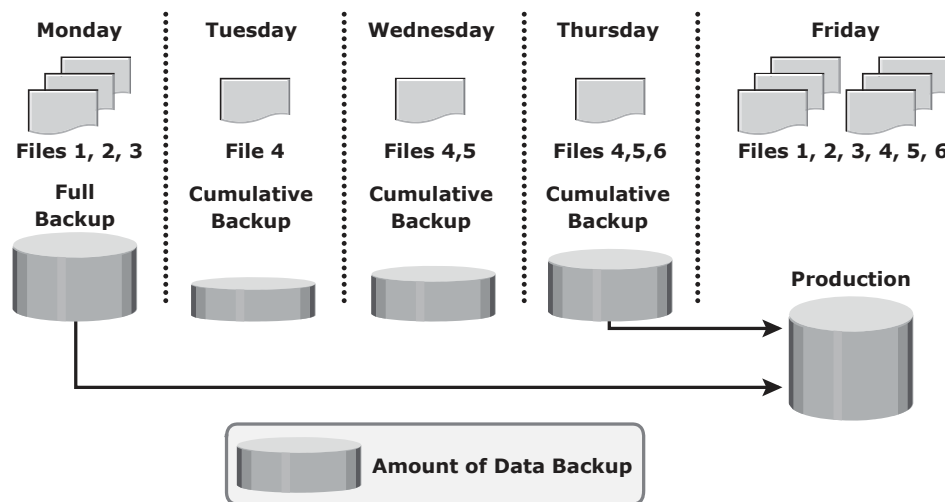 Monday
Tuesday
Wednesday
Thursday
Friday
Files 1, 2, 3
File 4
Files 4,5
Files 4,5,6
Files 1, 2, 3, 4, 5, 6
Full
Backup
Cumulative
Backup
Cumulative
Backup
Cumulative
Backup
Production
Amount of Data Backup